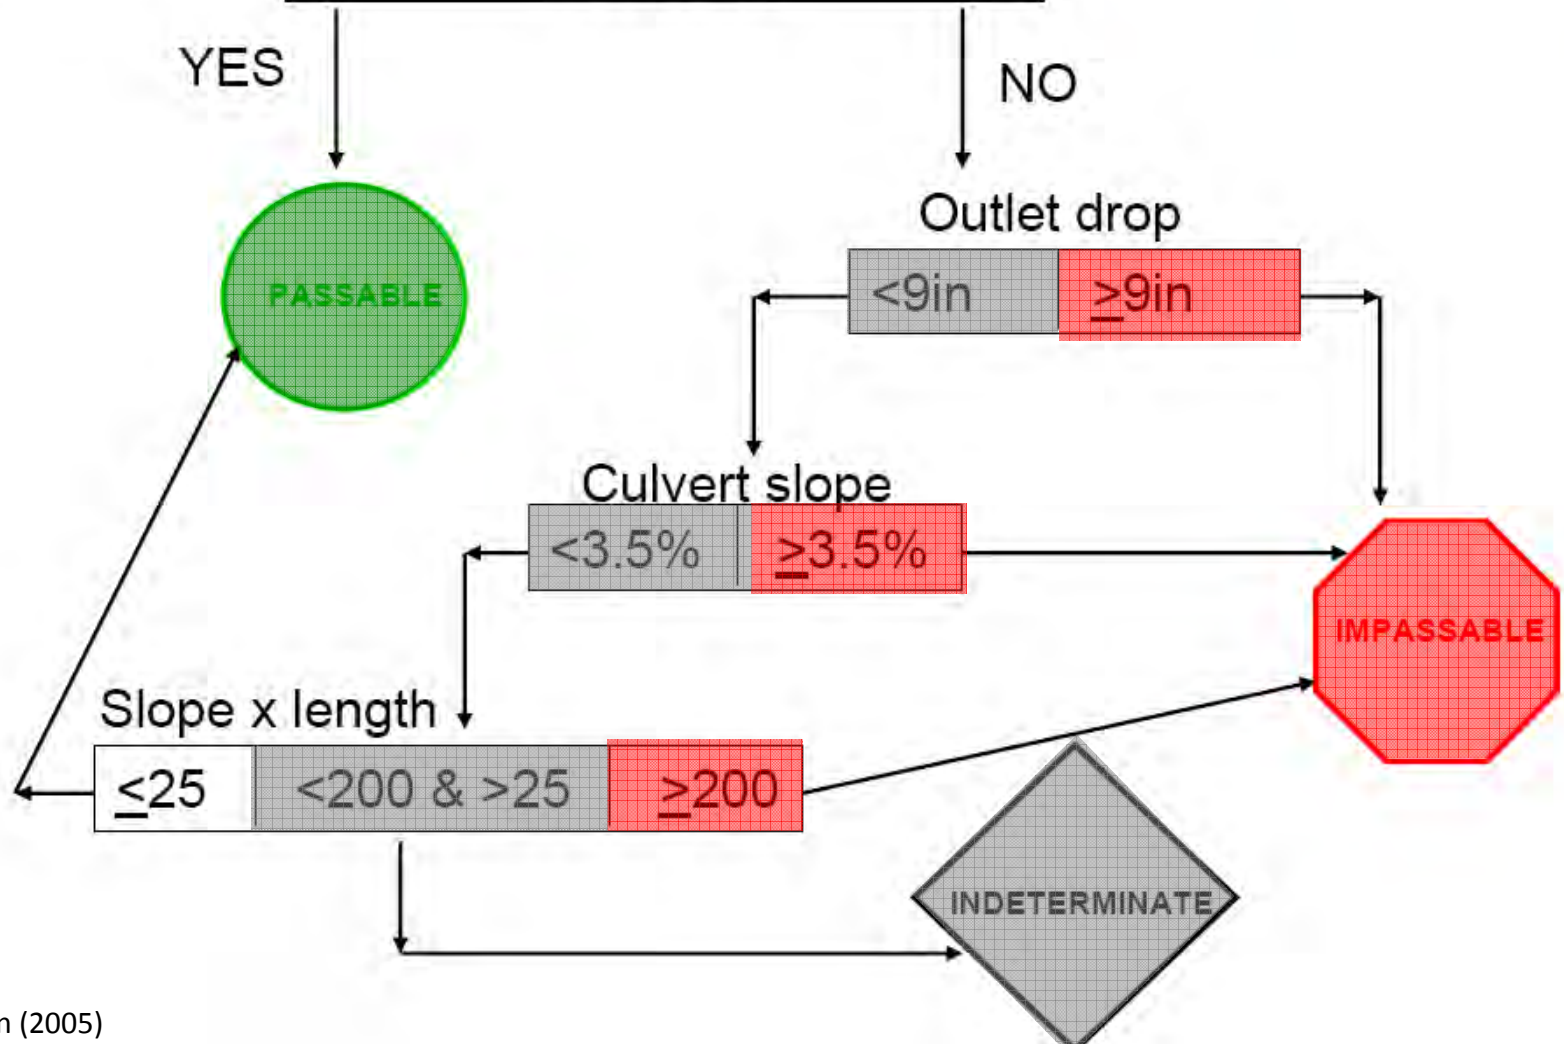 YES
NO
Outlet drop
<9in ≥9in
PASSABLE
Culvert slope
<3.5% ≥3.5%
IMPASSABLE
Slope x length
≤25 <200 & >25 ≥200
INDETERMINATE
(2005)